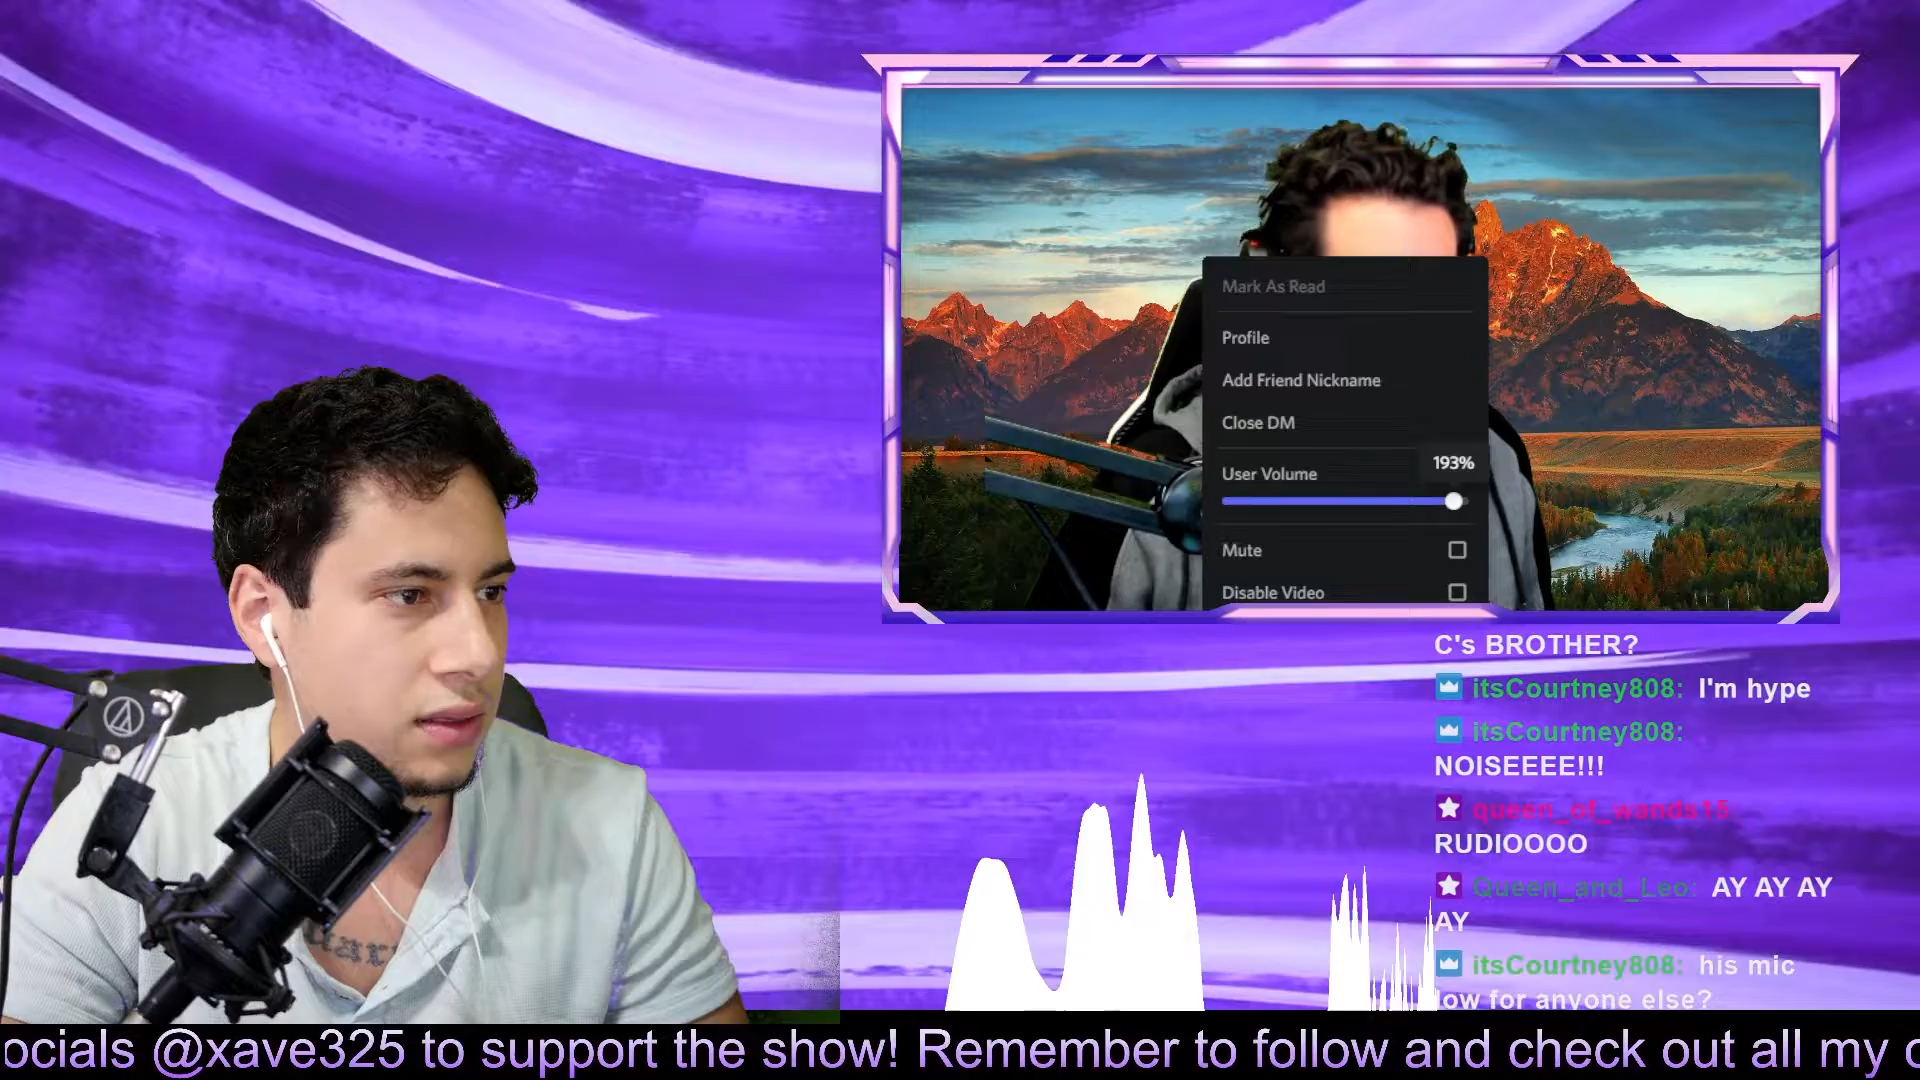 Mark As Read
Profile
Add Friend Nickname
Close DM
193%
User Volume
Mute
Disable Video
C's BROTHER?
itsCourtney808: I'm hype
itsCourtney808:
NOISEEEE!!!
queen_of_wands15
RUDIOOOO
Queen_and_Leo: AY AY AY
AY
itsCourtney808: his mic
low for anyone else?
ocials @xave325 to support the show! Remember to follow and check out all my